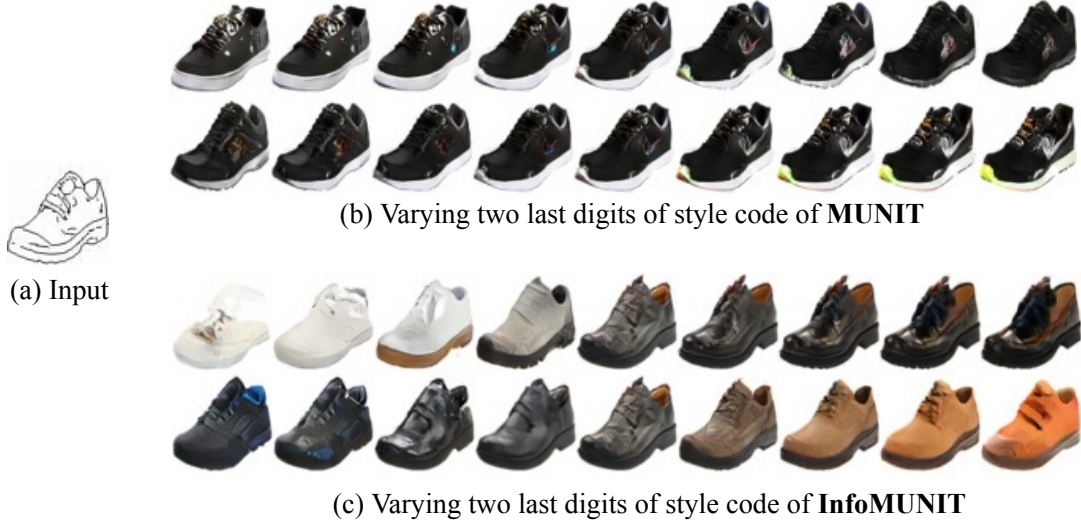 (b) Varying two last digits of style code of MUNIT
(a) Input
(c) Varying two last digits of style code of InfoMUNIT